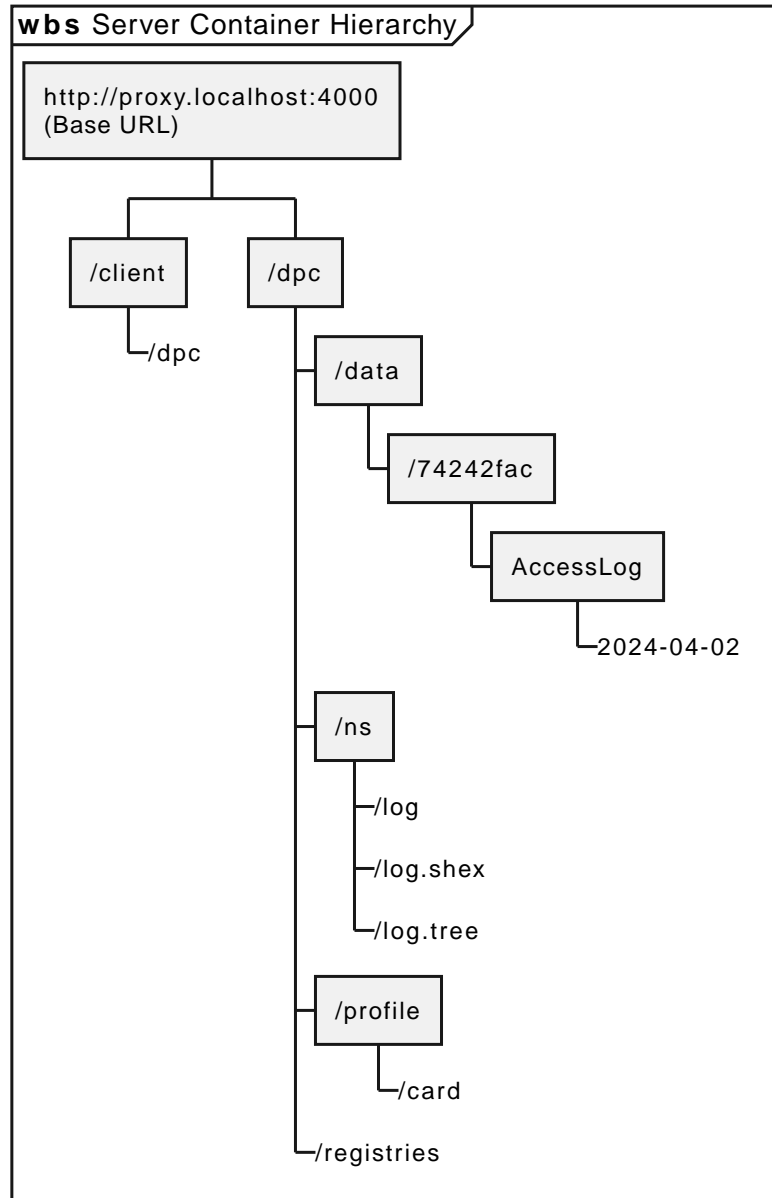 wbs Server Container Hierarchy
http://proxy.localhost:4000
(Base URL)
/client
/dpc
/dpc
/data
/74242fac
AccessLog
2024-04-02
/ns
/log
/log.shex
/log.tree
/profile
/card
/registries